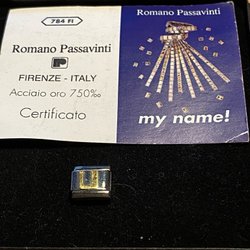 784 FI
Romano Passavinti
FIRENZE - ITALY
Acciaio oro 750‰
Certificato
Romano Passavinti
my name!